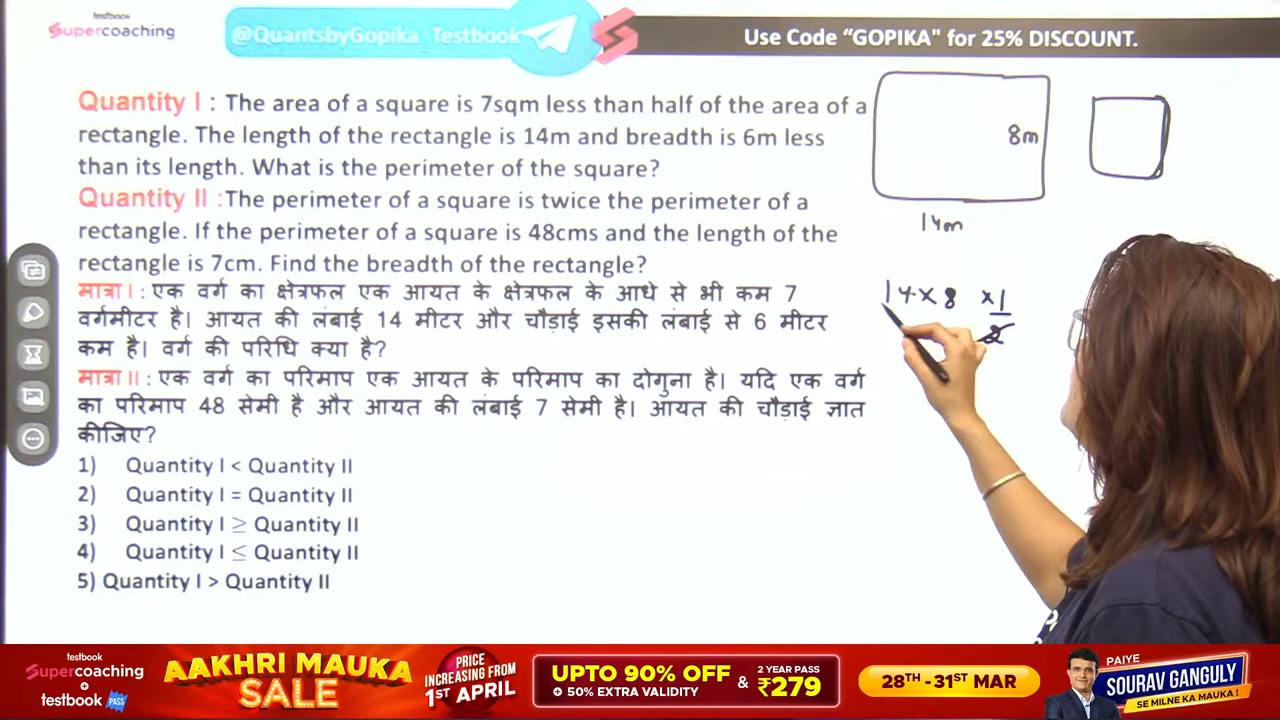 testbook
Supercoaching
@QuantsbyGopika Testbook
Use Code “GOPIKA" for 25% DISCOUNT.
Quantity I : The area of a square is 7sqm less than half of the area of a
rectangle. The length of the rectangle is 14m and breadth is 6m less
than its length. What is the perimeter of the square?
Quantity II :The perimeter of a square is twice the perimeter of a
rectangle. If the perimeter of a square is 48cms and the length of the
rectangle is 7cm. Find the breadth of the rectangle?
मात्रा I : एक वर्ग का क्षेत्रफल एक आयत के क्षेत्रफल के आधे से भी कम 7
वर्गमीटर है। आयत की लंबाई 14 मीटर और चौड़ाई इसकी लंबाई से 6 मीटर
कम है। वर्ग की परिधि क्या है?
मात्रा II : एक वर्ग का परिमाप एक आयत के परिमाप का दोगुना है। यदि एक वर्ग
का परिमाप 48 सेमी है और आयत की लंबाई 7 सेमी है। आयत की चौड़ाई ज्ञात
कीजिए?
1) Quantity I < Quantity II
2) Quantity I = Quantity II
3) Quantity I ≥ Quantity II
4) Quantity I ≤ Quantity II
5) Quantity I > Quantity II
8m
14m
14 x 8 x 1
2
testbook
Supercoaching
+
testbook PASS
AAKHRI MAUKA
SALE
PRICE
INCREASING FROM
1ST APRIL
UPTO 90% OFF
+ 50% EXTRA VALIDITY
&
2 YEAR PASS
₹279
28TH - 31ST MAR
PAIYE
SOURAV GANGULY
SE MILNE KA MAUKA!